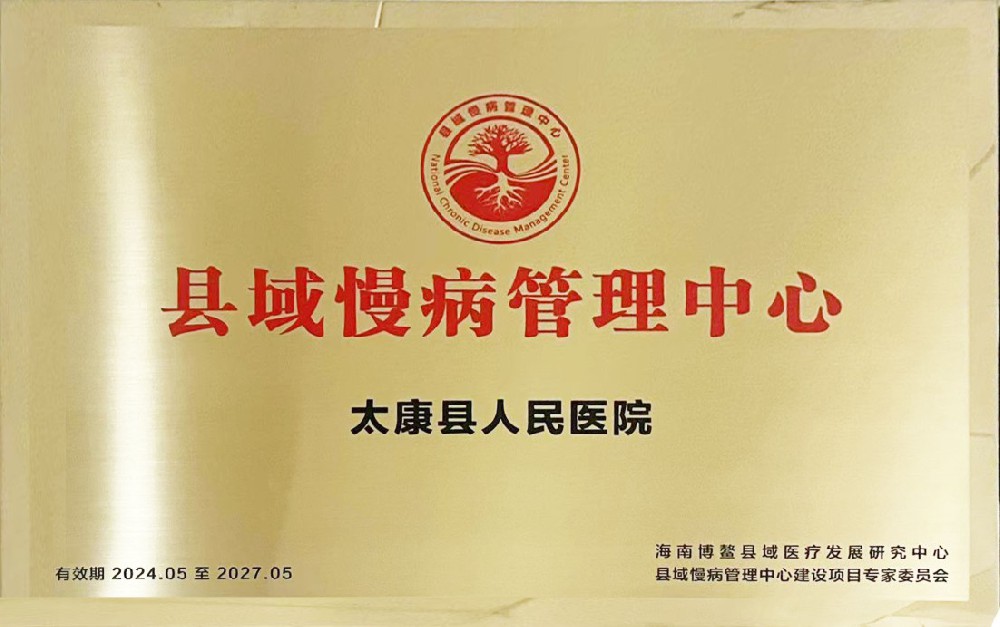 县域慢病管理中心
National Chronic Disease Management Center
县域慢病管理中心
太康县人民医院
海南博鳌县域医疗发展研究中心
有效期 2024.05 至 2027.05
县域慢病管理中心建设项目专家委员会